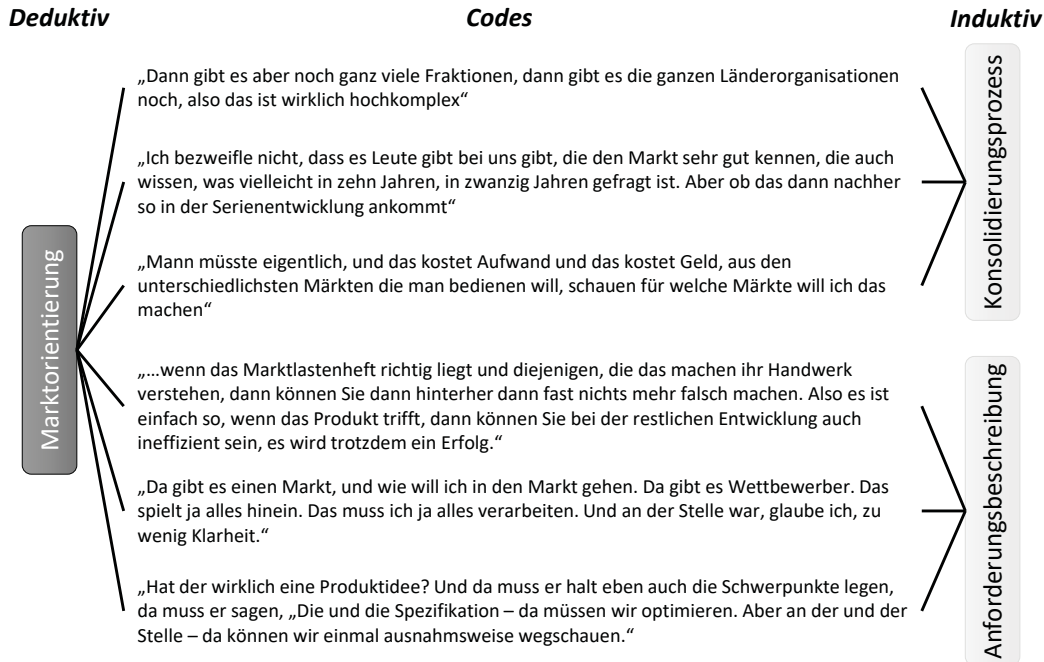 Deduktiv
Codes
Induktiv
Marktorientierung
„Dann gibt es aber noch ganz viele Fraktionen, dann gibt es die ganzen Länderorganisationen
noch, also das ist wirklich hochkomplex“
„Ich bezweifle nicht, dass es Leute gibt bei uns gibt, die den Markt sehr gut kennen, die auch
wissen, was vielleicht in zehn Jahren, in zwanzig Jahren gefragt ist. Aber ob das dann nachher
so in der Serienentwicklung ankommt“
„Mann müsste eigentlich, und das kostet Aufwand und das kostet Geld, aus den
unterschiedlichsten Märkten die man bedienen will, schauen für welche Märkte will ich das
machen“
Konsolidierungsprozess
„…wenn das Marktlastenheft richtig liegt und diejenigen, die das machen ihr Handwerk
verstehen, dann können Sie dann hinterher dann fast nichts mehr falsch machen. Also es ist
einfach so, wenn das Produkt trifft, dann können Sie bei der restlichen Entwicklung auch
ineffizient sein, es wird trotzdem ein Erfolg.“
„Da gibt es einen Markt, und wie will ich in den Markt gehen. Da gibt es Wettbewerber. Das
spielt ja alles hinein. Das muss ich ja alles verarbeiten. Und an der Stelle war, glaube ich, zu
wenig Klarheit.“
„Hat der wirklich eine Produktidee? Und da muss er halt eben auch die Schwerpunkte legen,
da muss er sagen, „Die und die Spezifikation – da müssen wir optimieren. Aber an der und der
Stelle – da können wir einmal ausnahmsweise wegschauen.“
Anforderungsbeschreibung